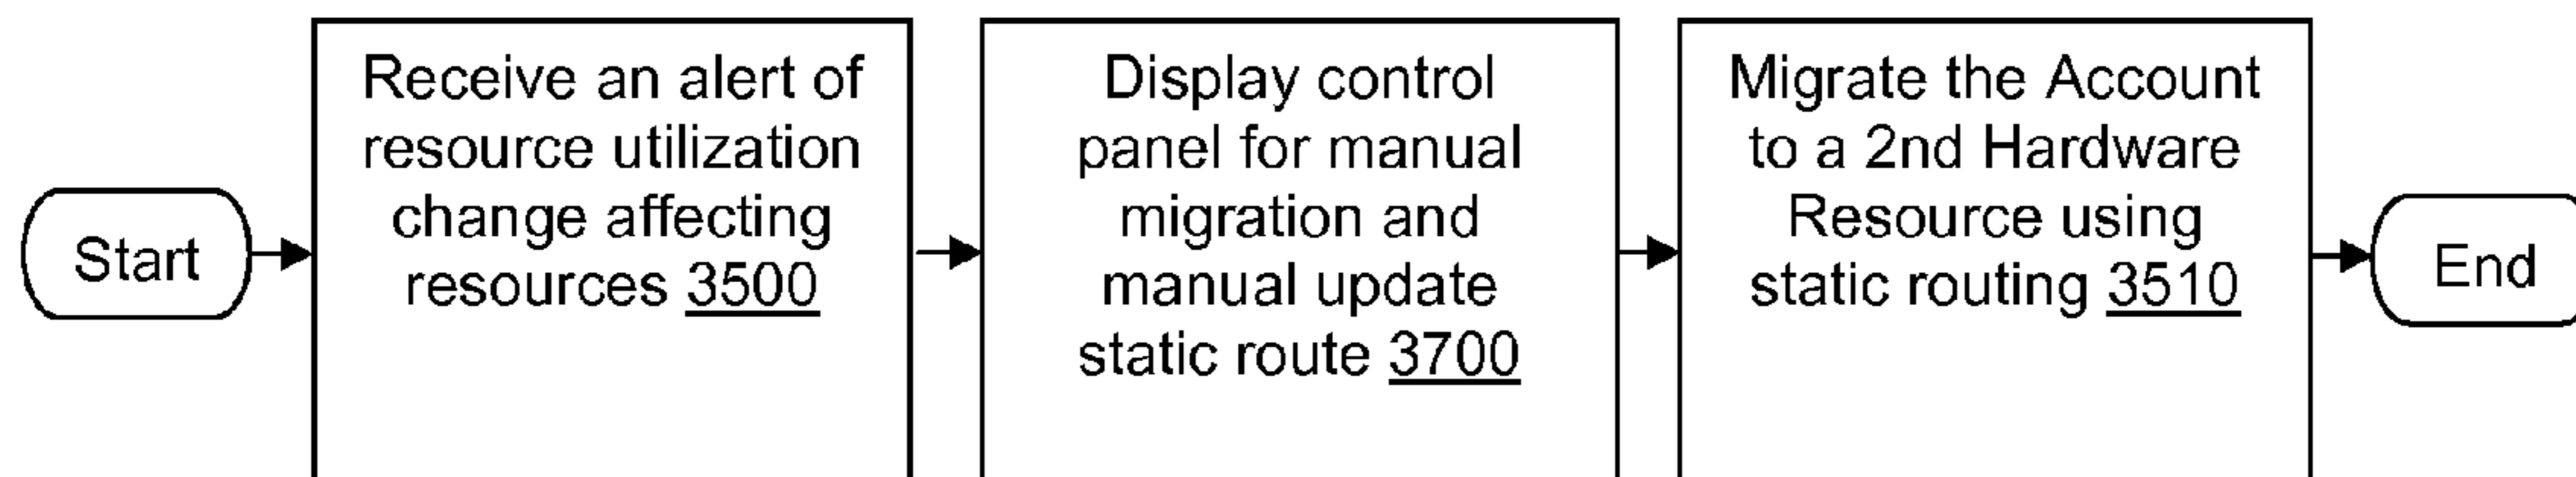 Start
Receive an alert of
resource utilization
change affecting
resources 3500
Display control
panel for manual
migration and
manual update
static route 3700
Migrate the Account
to a 2nd Hardware
Resource using
static routing 3510
End